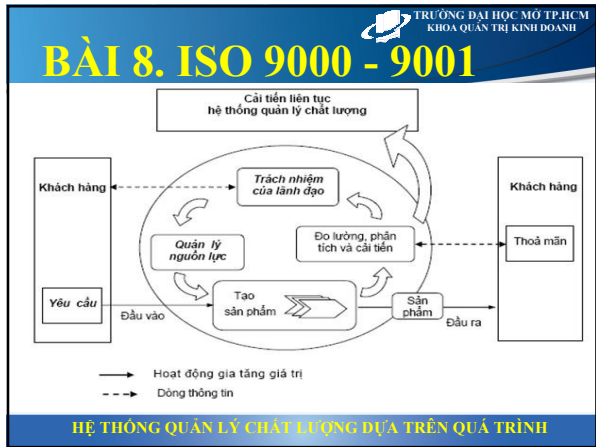 TRƯỜNG ĐẠI HỌC MỞ TP.HCM
KHOA QUẢN TRỊ KINH DOANH
BÀI 8. ISO 9000 - 9001
Cải tiến liên tục
hệ thống quản lý chất lượng
Khách hàng
Trách nhiệm
của lãnh đạo
Khách hàng
Quản lý
nguồn lực
Đo lường, phân
tích và cải tiến
Thoả mãn
Yêu cầu
Đầu vào
Tạo
sản phẩm
Sản
phẩm
Đầu ra
Hoạt động gia tăng giá trị
Dòng thông tin
HỆ THỐNG QUẢN LÝ CHẤT LƯỢNG DỰA TRÊN QUÁ TRÌNH